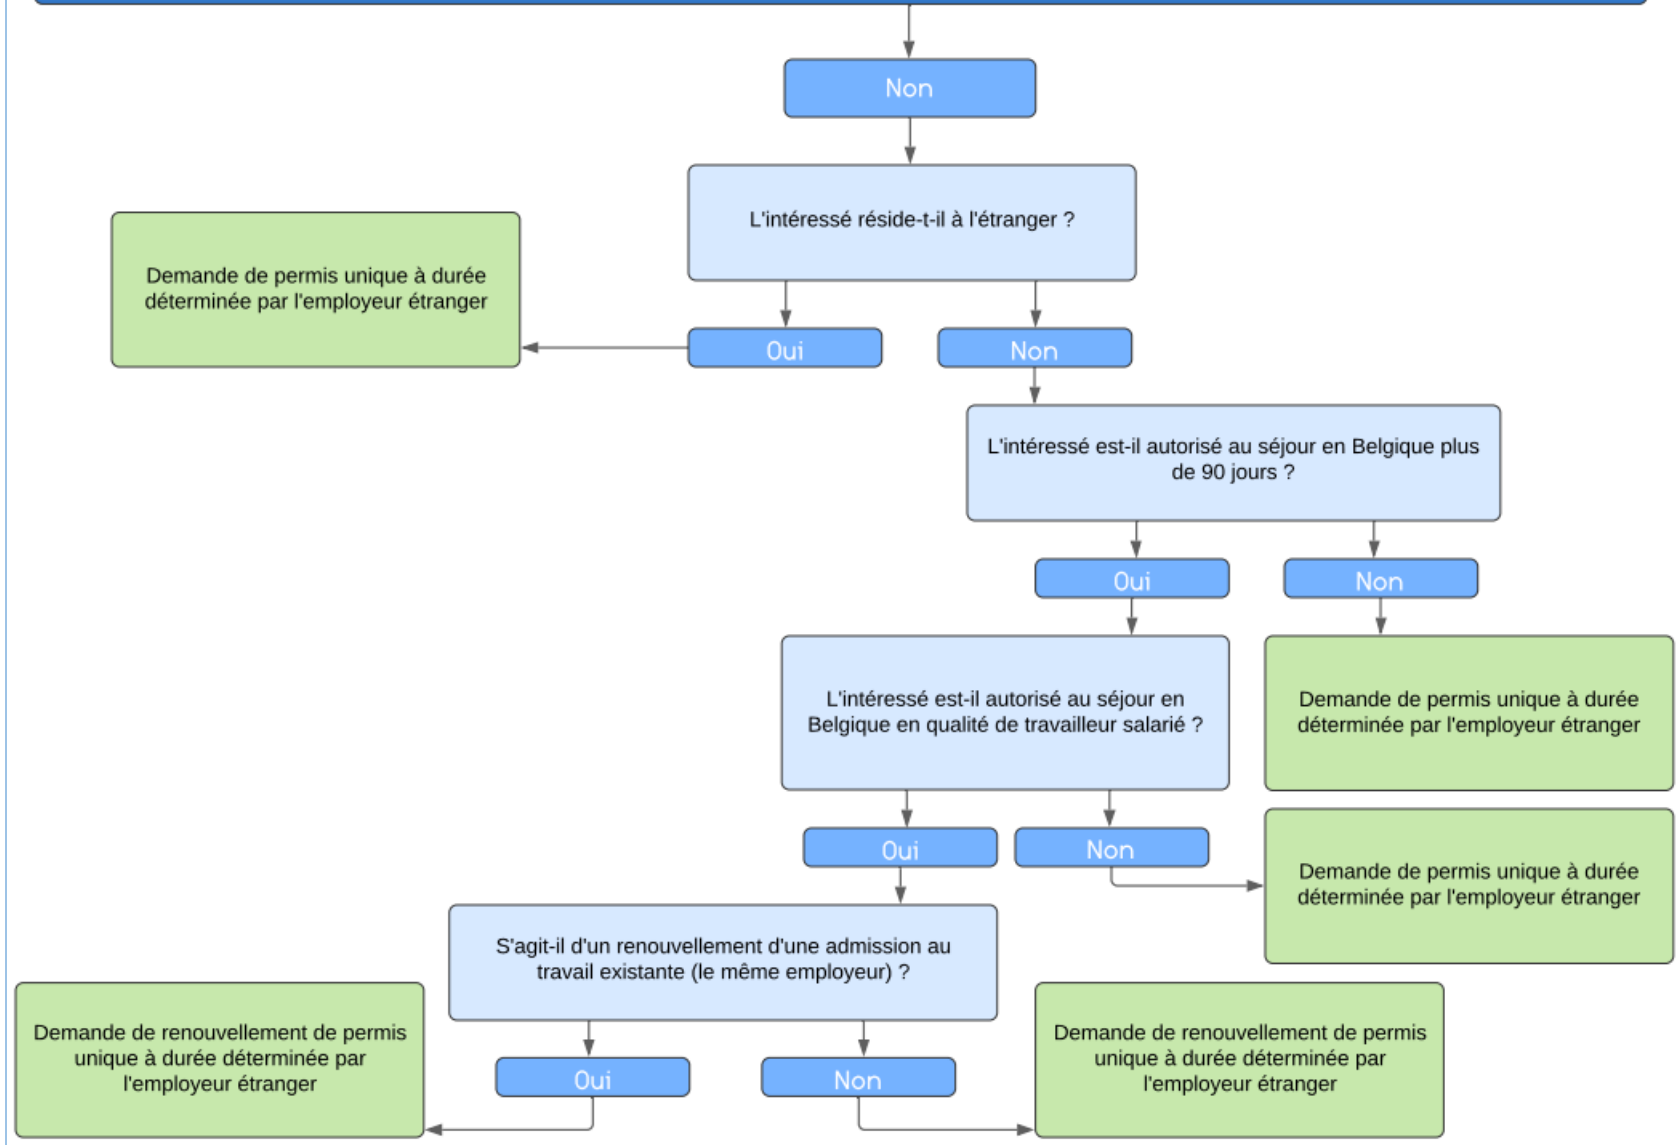 Non
L'intéressé réside-t-il à l'étranger ?
Demande de permis unique à durée
déterminée par l'employeur étranger
Oui
Non
L'intéressé est-il autorisé au séjour en Belgique plus
de 90 jours ?
Oui
Non
L'intéressé est-il autorisé au séjour en
Belgique en qualité de travailleur salarié ?
Demande de permis unique à durée
déterminée par l'employeur étranger
Oui
Non
Demande de permis unique à durée
déterminée par l'employeur étranger
S'agit-il d'un renouvellement d'une admission au
travail existante (le même employeur) ?
Demande de renouvellement de permis
unique à durée déterminée par
l'employeur étranger
Oui
Non
Demande de renouvellement de permis
unique à durée déterminée par
l'employeur étranger